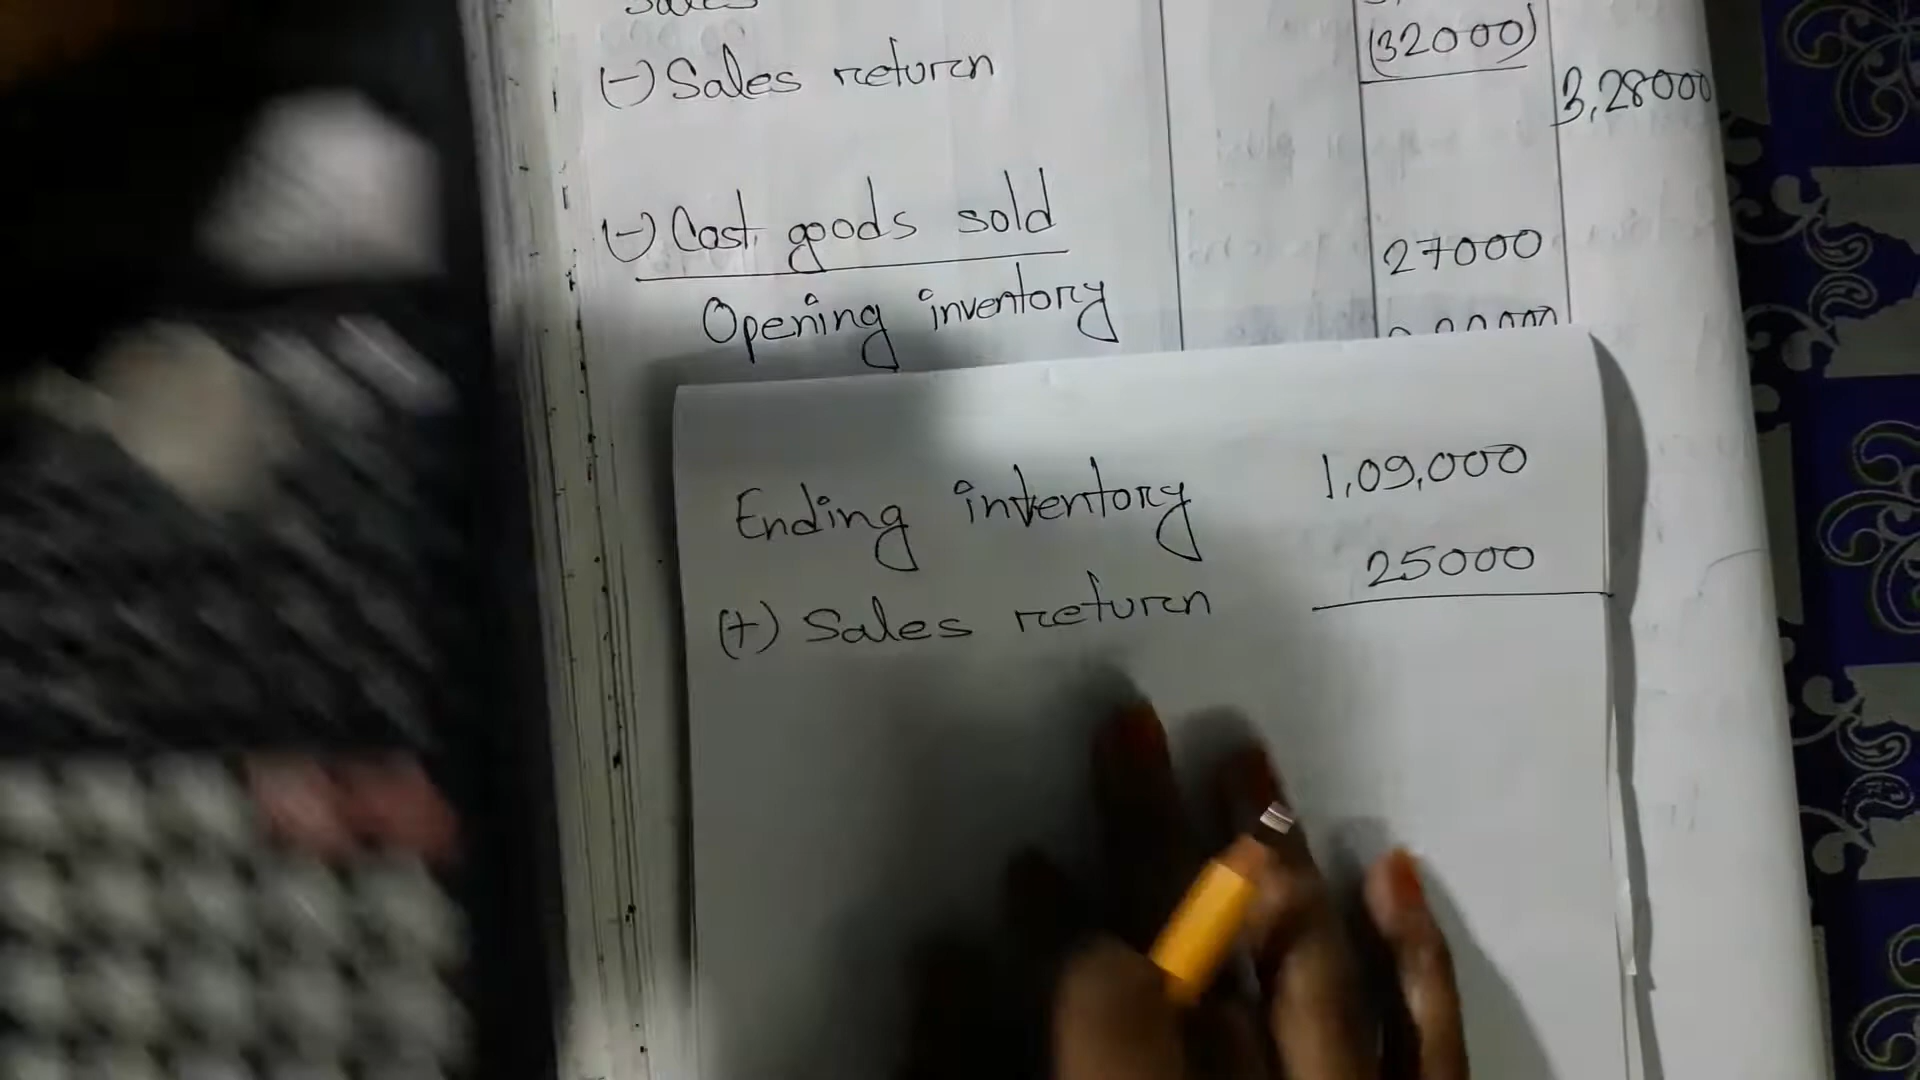 (-) Sales return (32000)
3,28000
(-) Cost goods sold
Opening inventory 27000
Ending inventory 1,09,000
(+) Sales return 25000